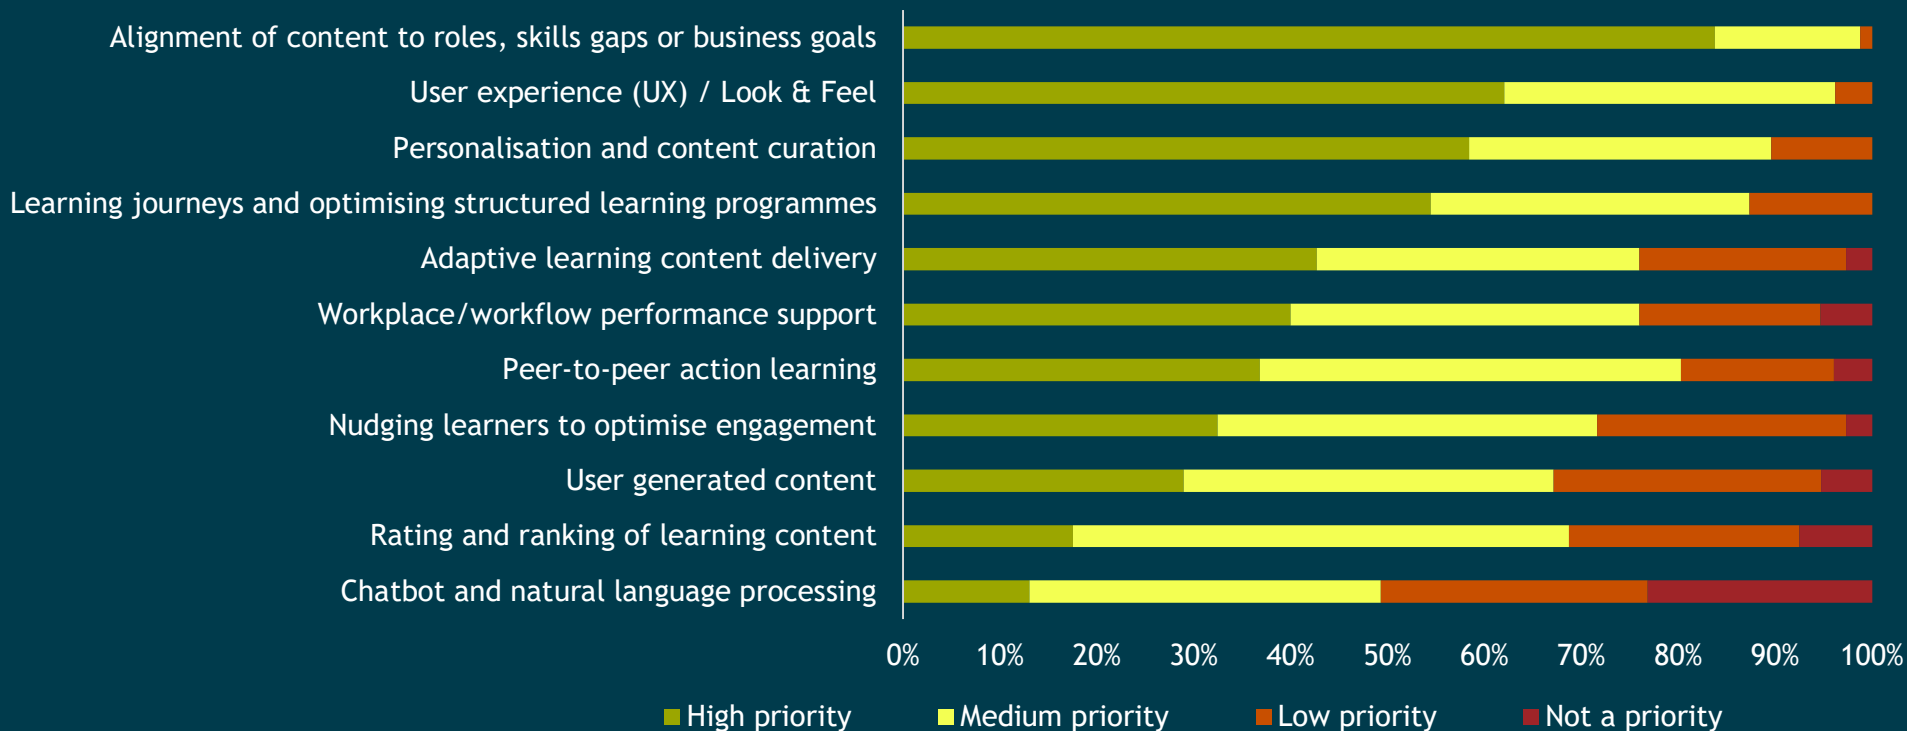 Alignment of content to roles, skills gaps or business goals
User experience (UX) / Look & Feel
Personalisation and content curation
Learning journeys and optimising structured learning programmes
Adaptive learning content delivery
Workplace/workflow performance support
Peer-to-peer action learning
Nudging learners to optimise engagement
User generated content
Rating and ranking of learning content
Chatbot and natural language processing
0% 10% 20% 30% 40% 50% 60% 70% 80% 90% 100%
High priority Medium priority Low priority Not a priority